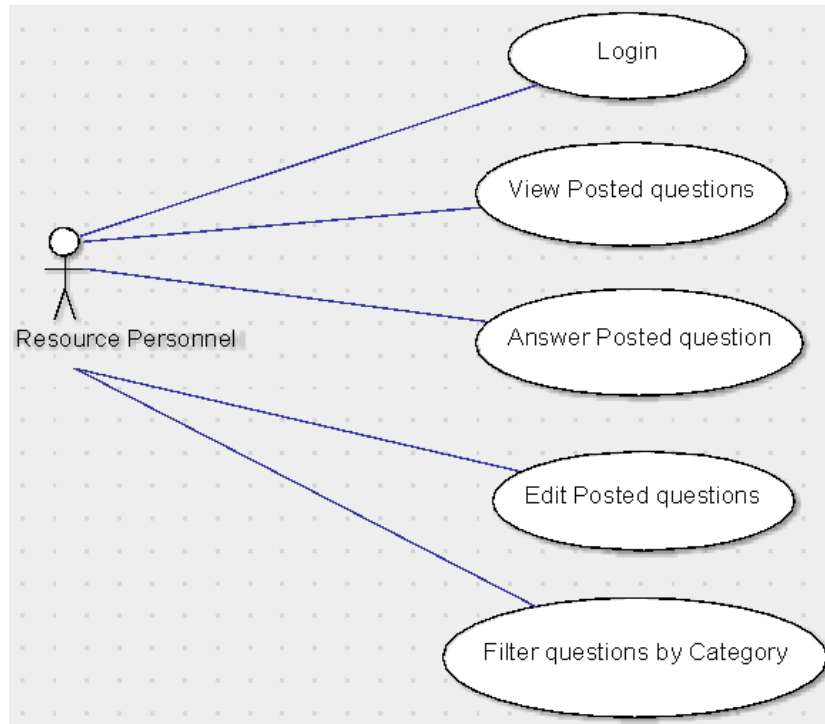 Login
View Posted questions
Resource Personnel
Answer Posted question
Edit Posted questions
Filter questions by Category